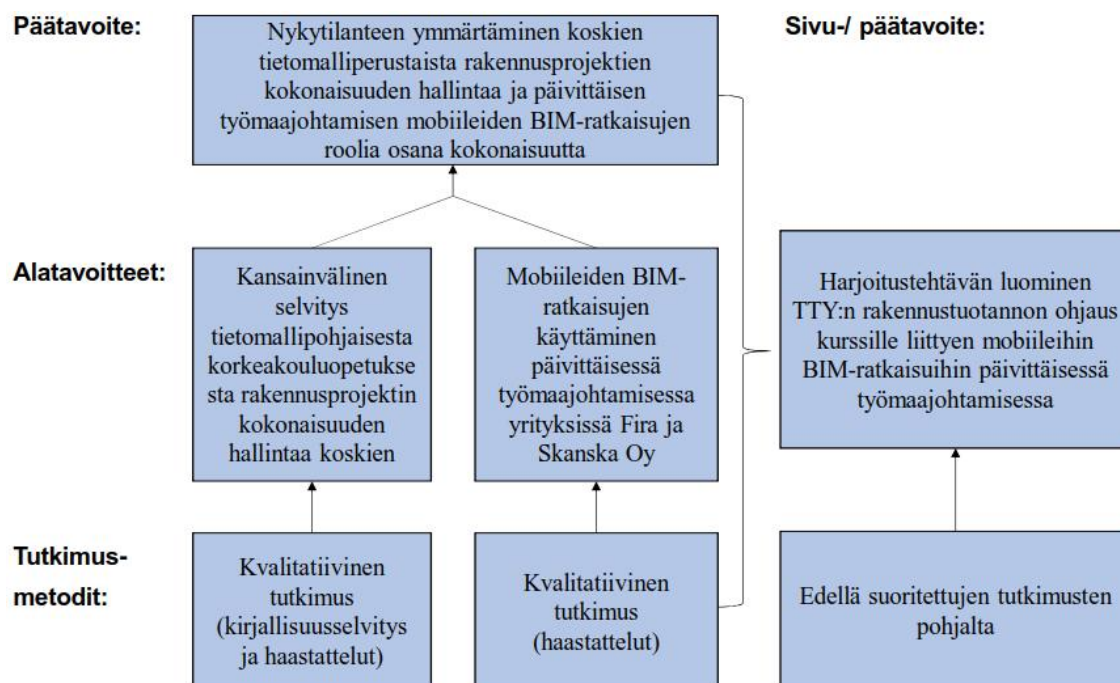 Päätavoite:
Nykytilanteen ymmärtäminen koskien
tietomalliperustaista rakennusprojektien
kokonaisuuden hallintaa ja päivittäisen
työmaajohtamisen mobiileiden BIM-ratkaisujen
roolia osana kokonaisuutta
Sivu-/ päätavoite:
Alatavoitteet:
Kansainvälinen
selvitys
tietomallipohjaisesta
korkeakouluopetukse
sta rakennusprojektin
kokonaisuuden
hallintaa koskien
Mobiileiden BIM-
ratkaisujen
käyttäminen
päivittäisessä
työmaajohtamisessa
yrityksissä Fira ja
Skanska Oy
Harjoitustehtävän luominen
TTY:n rakennustuotannon ohjaus
kurssille liittyen mobiileihin
BIM-ratkaisuihin päivittäisessä
työmaajohtamisessa
Tutkimus-
metodit:
Kvalitatiivinen
tutkimus
(kirjallisuusselvitys
ja haastattelut)
Kvalitatiivinen
tutkimus
(haastattelut)
Edellä suoritettujen tutkimusten
pohjalta